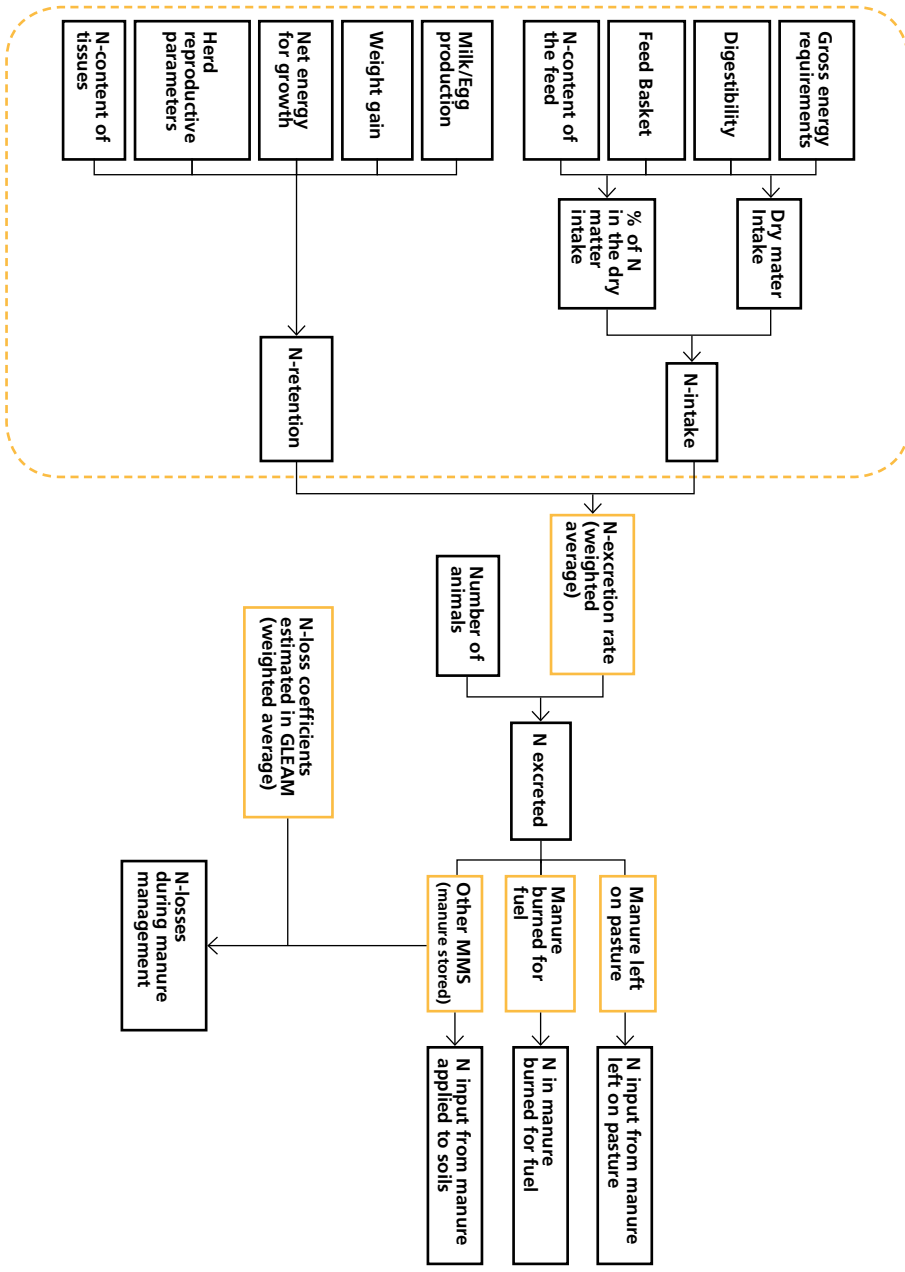 Gross energy
requirements
Digestibility
Feed Basket
N-content of
the feed
Milk/Egg
production
Weight gain
Net energy
for growth
Herd
reproductive
parameters
N-content of
tissues
Dry mater
Intake
% of N
in the dry
matter
intake
N-intake
N-retention
N-excretion rate
(weighted
average)
Number of
animals
N excreted
N-loss coefficients
estimated in GLEAM
(weighted average)
Manure left
on pasture
Manure
burned for
fuel
Other MMS
(manure stored)
N-losses
during manure
management
N input from manure
left on pasture
N in manure
burned for fuel
N input from manure
applied to soils